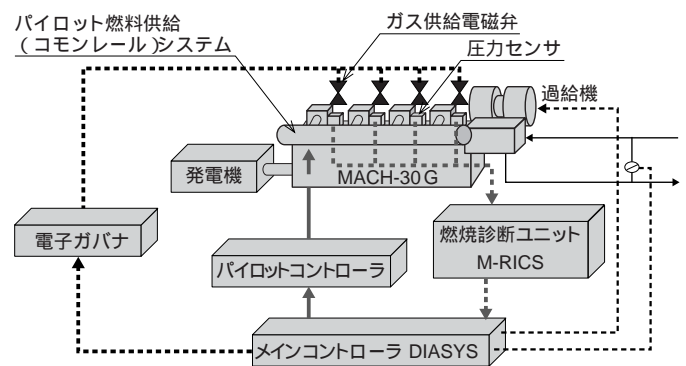 パイロット燃料供給
(コモンレール)システム
ガス供給電磁弁
圧力センサ
過給機
発電機
MACH-30G
電子ガバナ
燃焼診断ユニット
M-RICS
パイロットコントローラ
メインコントローラ DIASYS